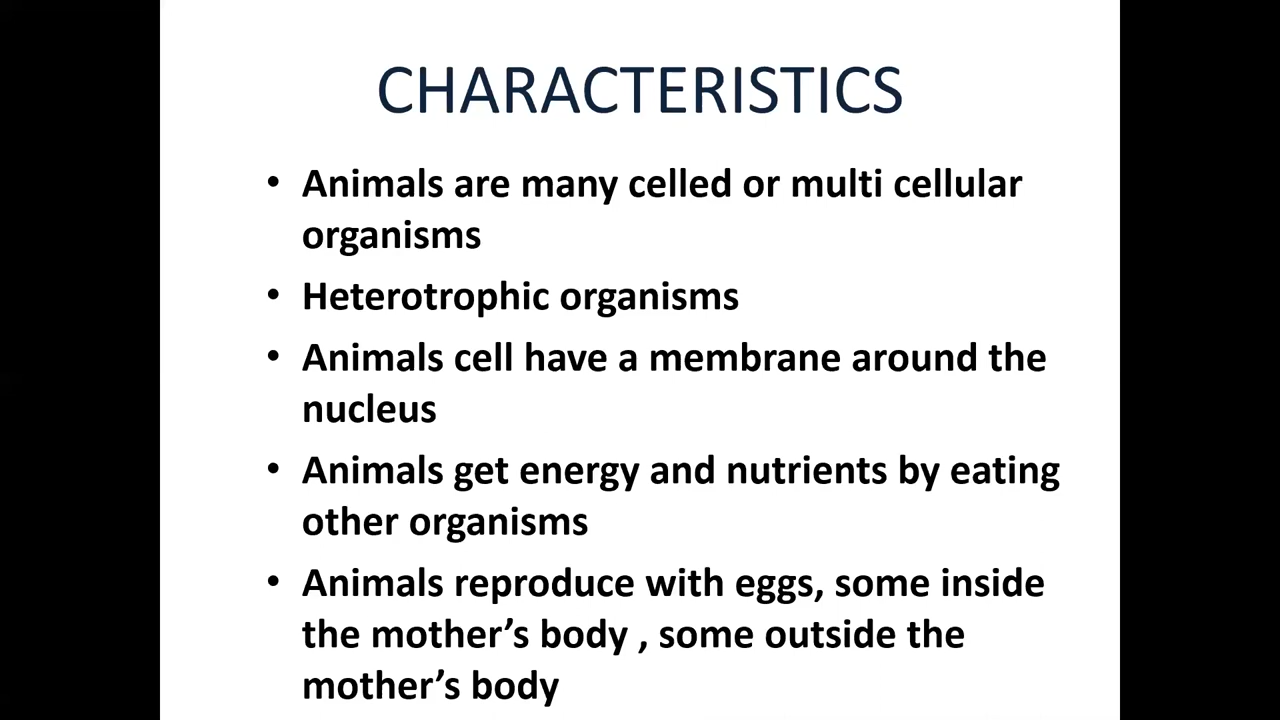 CHARACTERISTICS
• Animals are many celled or multi cellular
organisms
• Heterotrophic organisms
• Animals cell have a membrane around the
nucleus
• Animals get energy and nutrients by eating
other organisms
• Animals reproduce with eggs, some inside
the mother’s body , some outside the
mother’s body